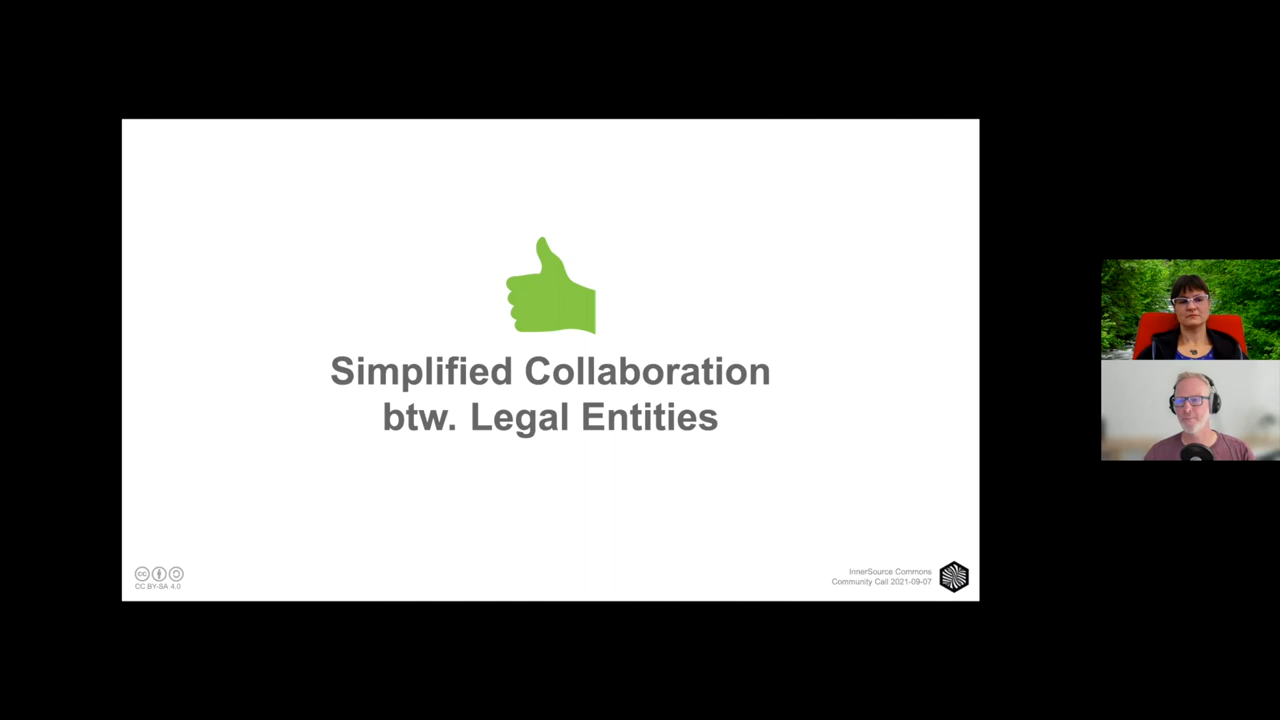 Simplified Collaboration
btw. Legal Entities
CC BY-SA 4.0
InnerSource Commons
Community Call 2021-09-07